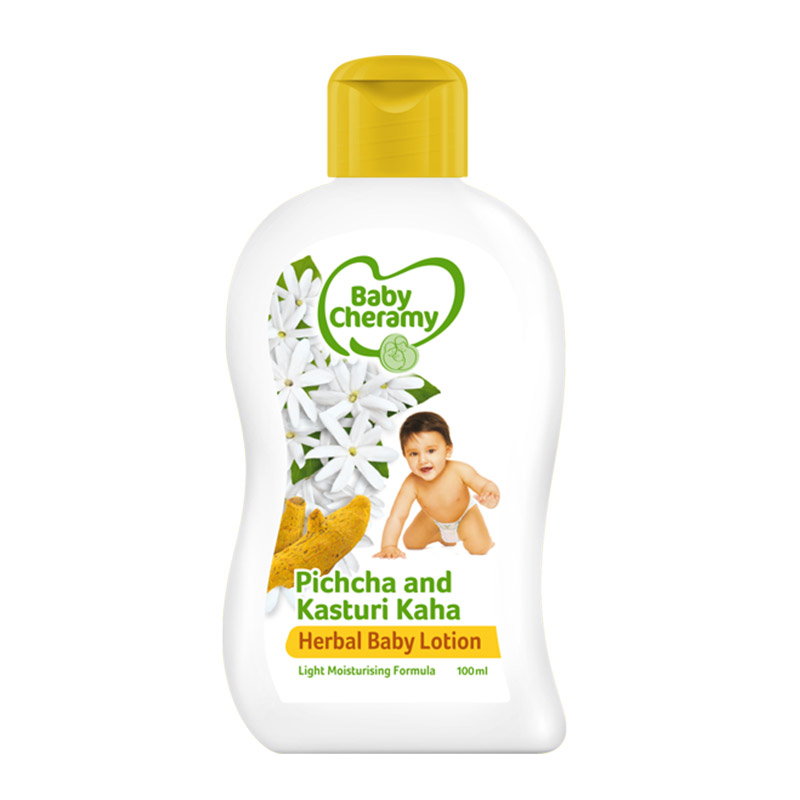 Baby
Cheramy
Pichcha and
Kasturi Kaha
Herbal Baby Lotion
Light Moisturising Formula 100ml